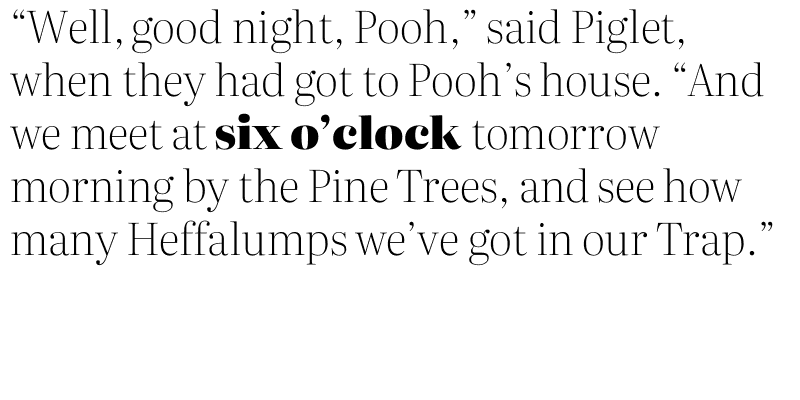 “Well, good night, Pooh,” said Piglet,
when they had got to Pooh’s house. “And
we meet at six o’clock tomorrow
morning by the Pine Trees, and see how
many Heffalumps we’ve got in our Trap.”